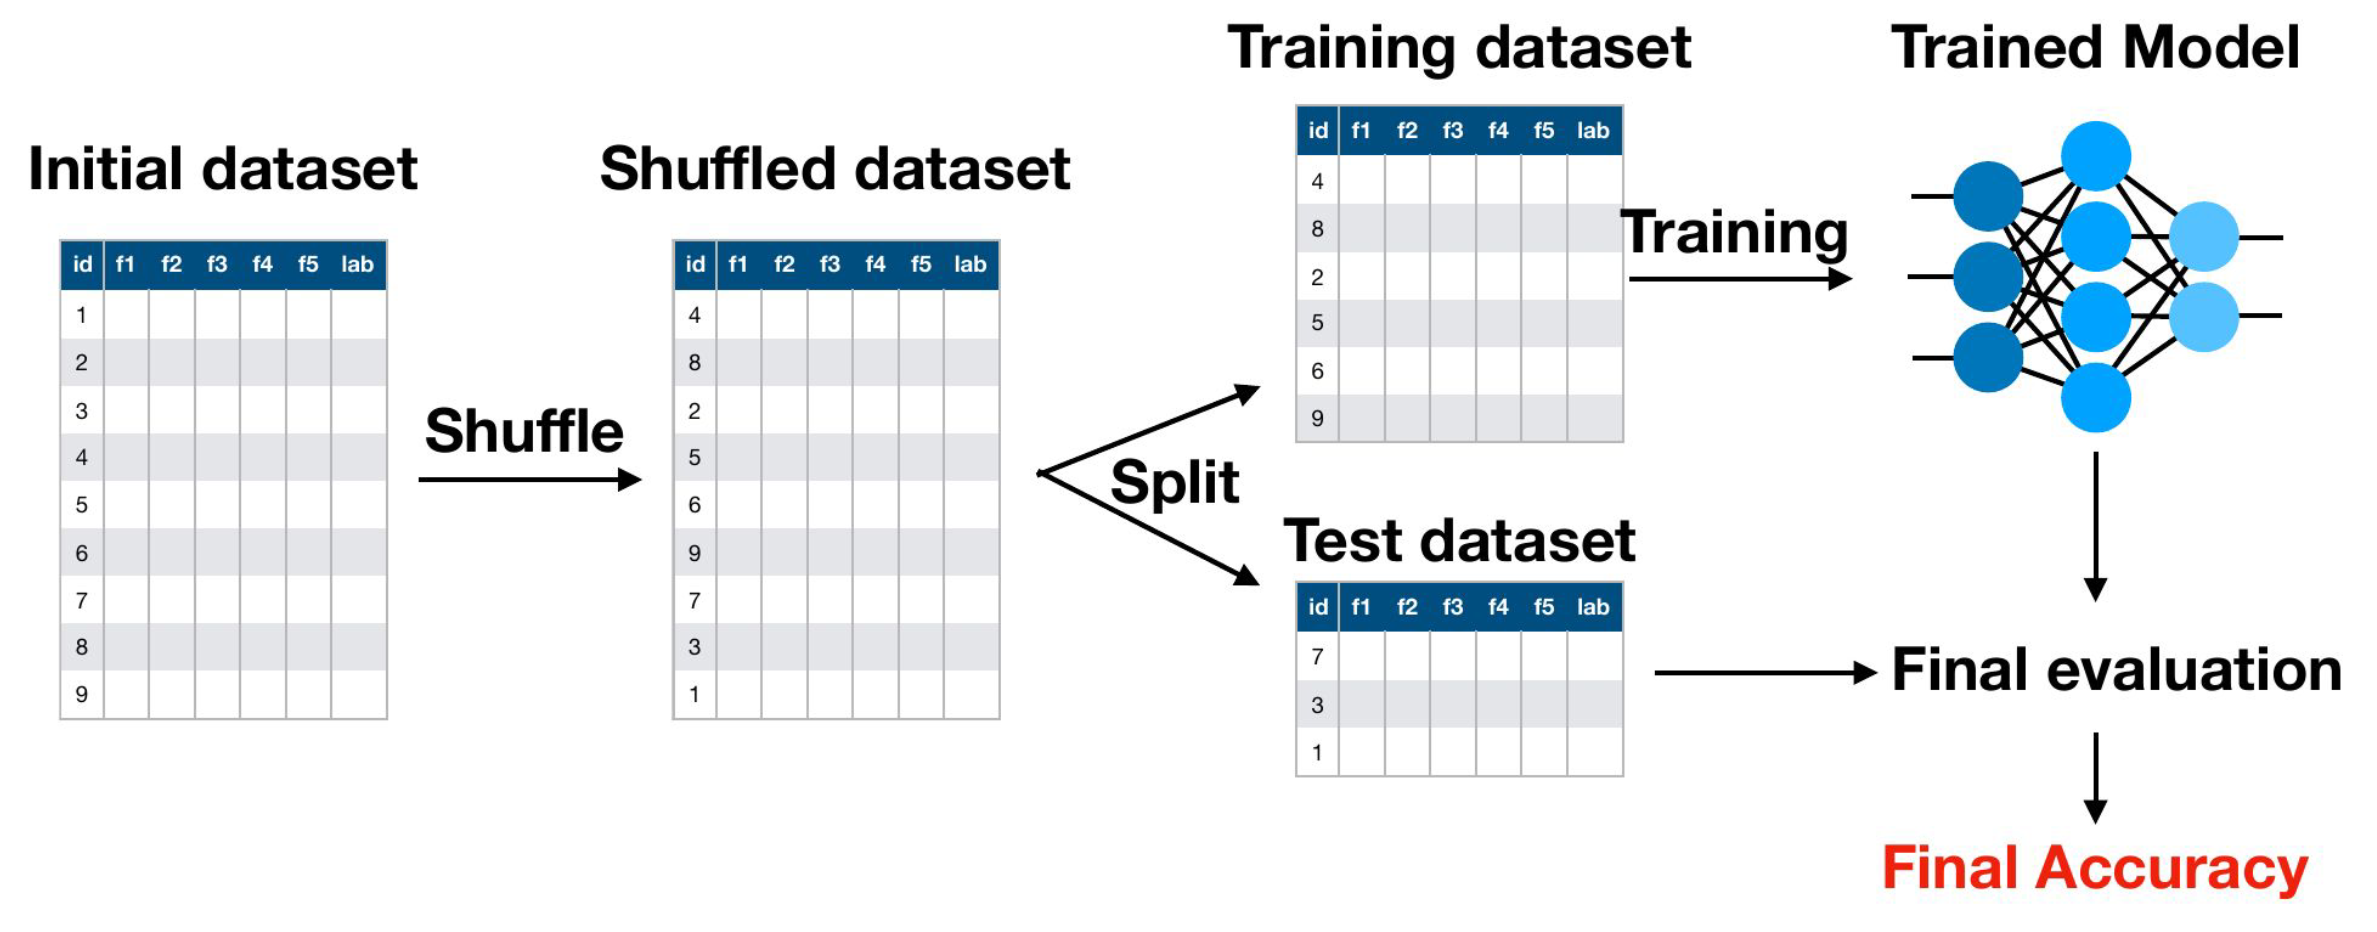 Initial dataset
id f1 f2 f3 f4 f5 lab
1
2
3
4
5
6
7
8
9
Shuffle
Shuffled dataset
id f1 f2 f3 f4 f5 lab
4
8
2
5
6
9
7
3
1
Split
Training dataset
id f1 f2 f3 f4 f5 lab
4
8
2
5
6
9
Test dataset
id f1 f2 f3 f4 f5 lab
7
3
1
Training
Trained Model
Final evaluation
Final Accuracy